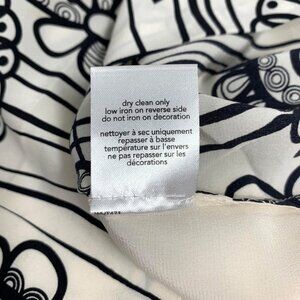 dry clean only
low iron on reverse side
do not iron on decoration
nettoyer à sec uniquement
repasser à basse
température sur l'envers
ne pas repasser sur les
décorations